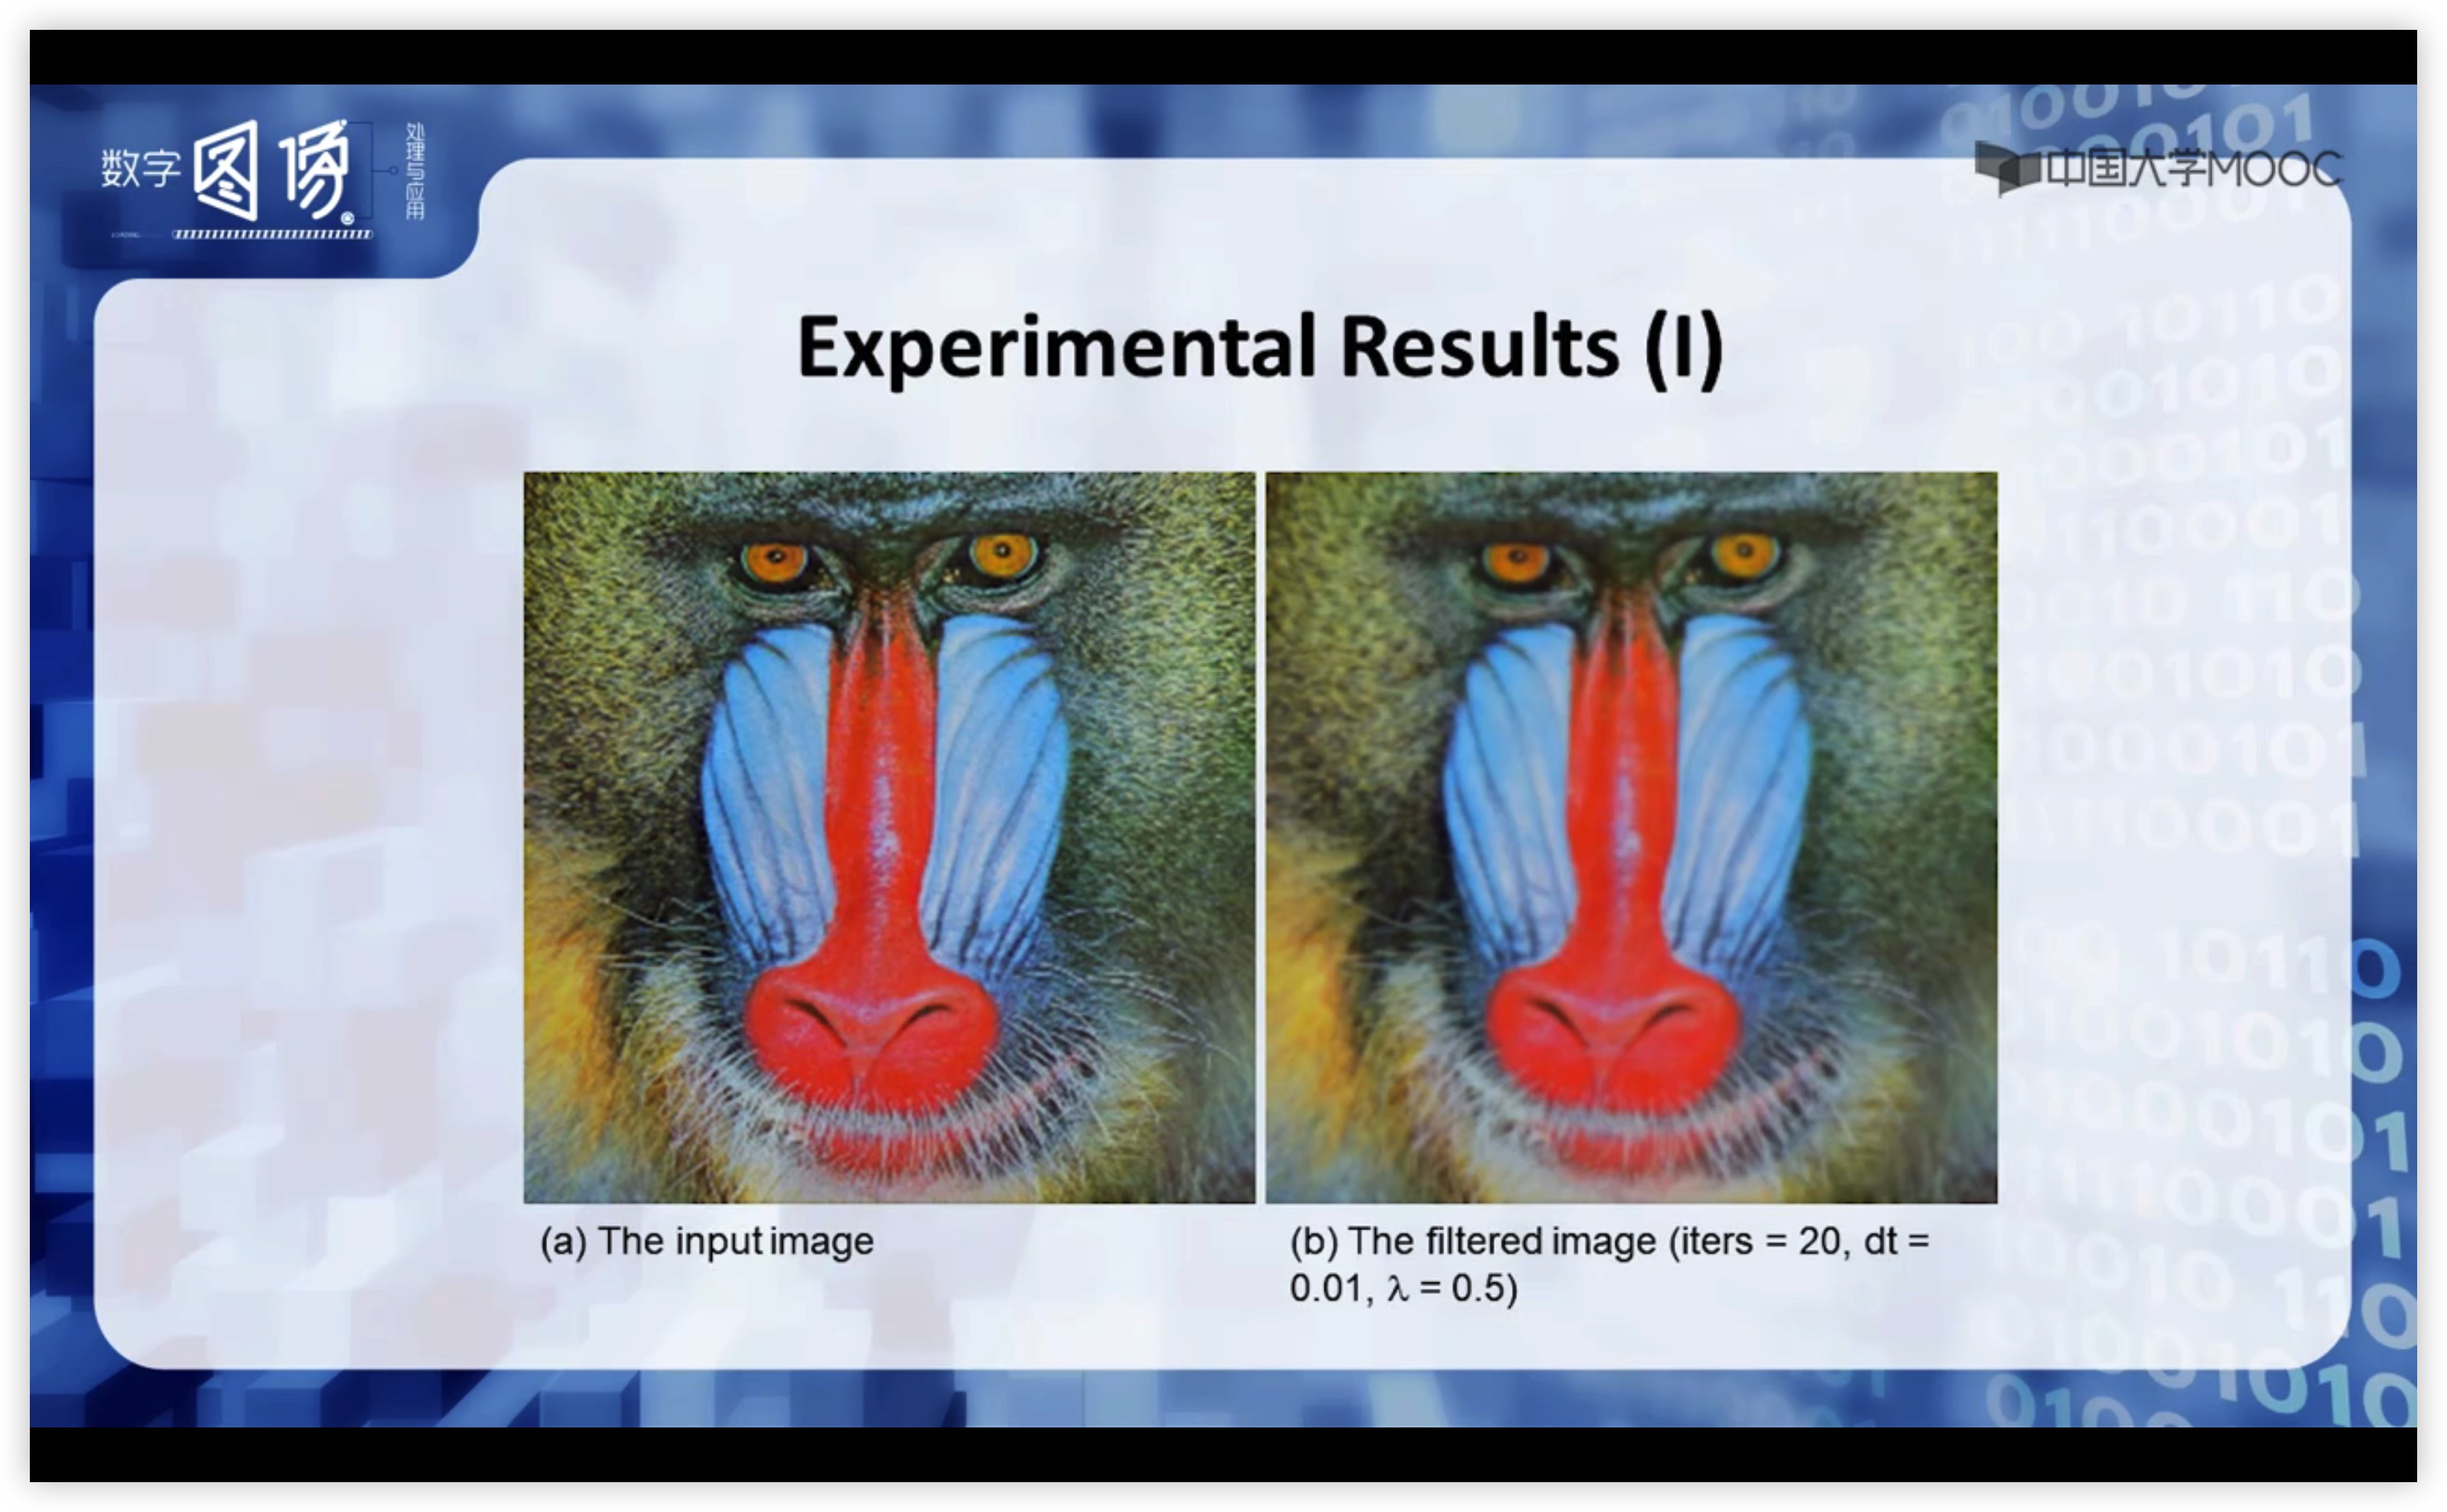 数字图像
处理与应用
中国大学MOOC
Experimental Results (I)
(a) The input image
(b) The filtered image (iters = 20, dt =
0.01, λ = 0.5)